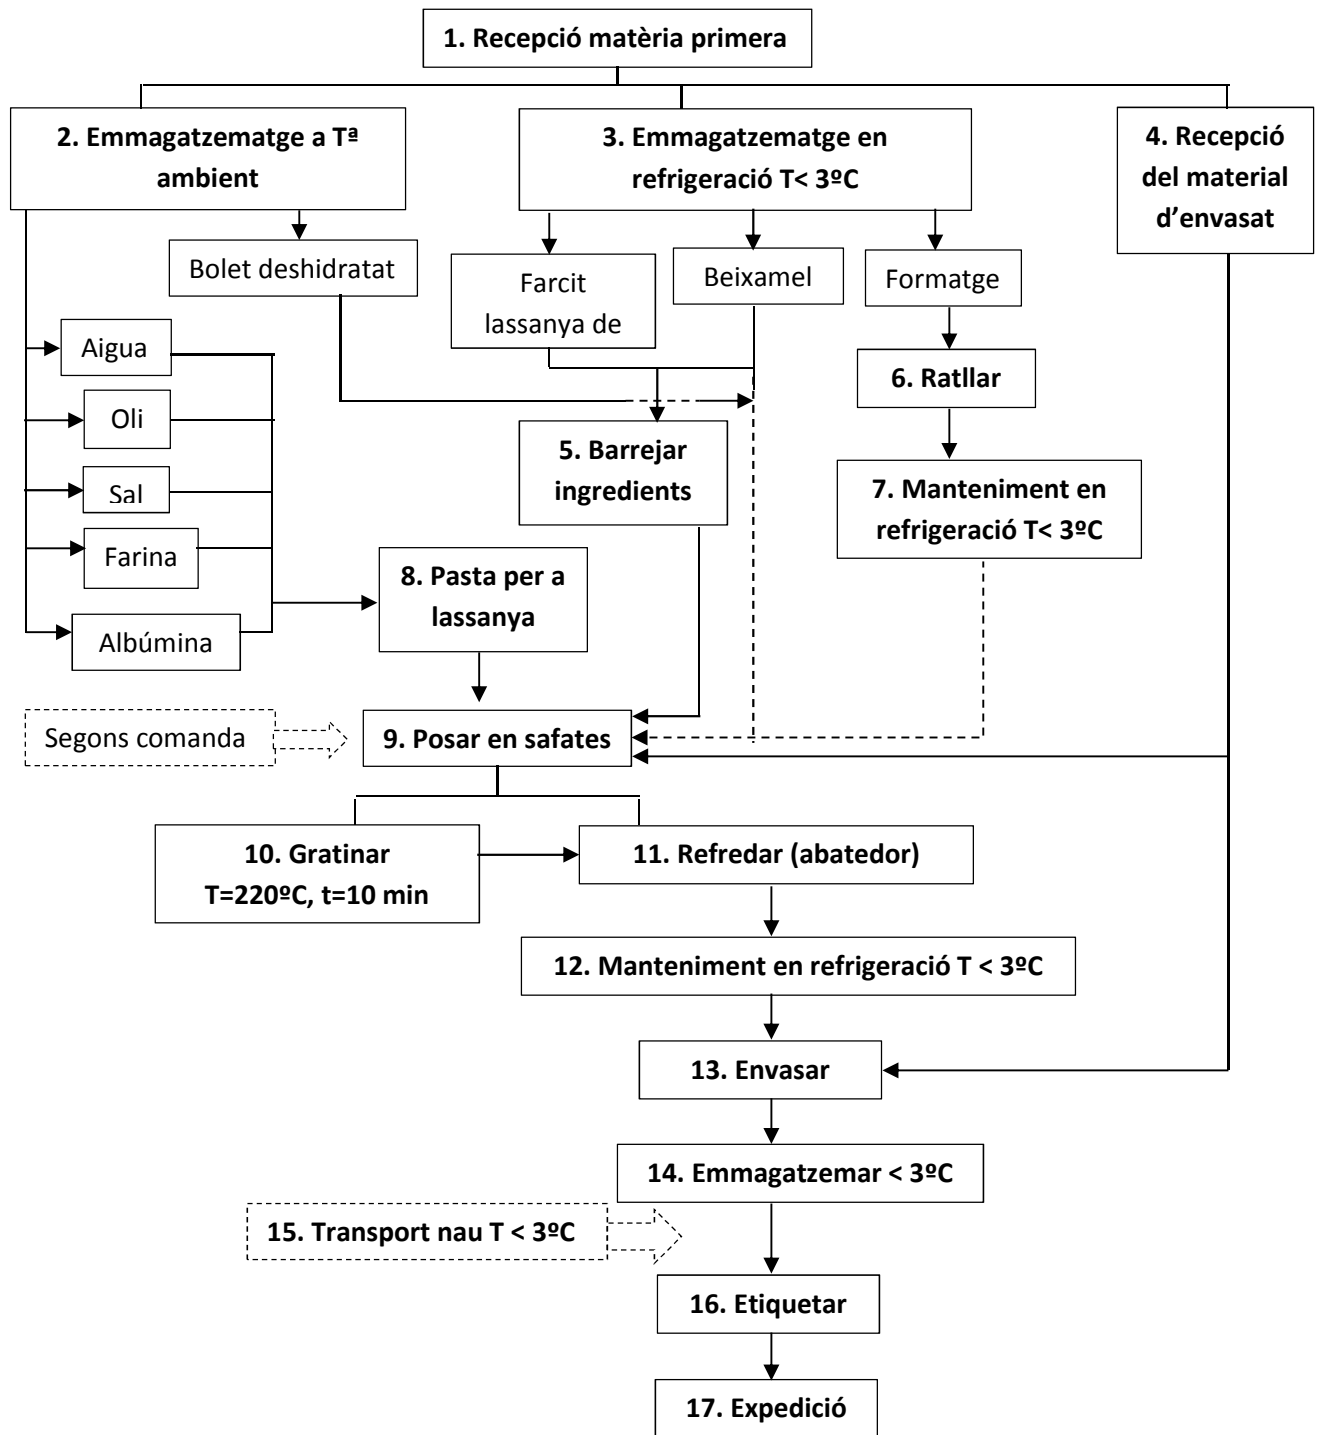 1. Recepció matèria primera
2. Emmagatzematge a Tª
ambient
3. Emmagatzematge en
refrigeració T< 3ºC
4. Recepció
del material
d’envasat
Bolet deshidratat
Farcit
lassanya de
Beixamel
Formatge
Aigua
Oli
Sal
Farina
Albúmina
6. Ratllar
5. Barrejar
ingredients
7. Manteniment en
refrigeració T< 3ºC
8. Pasta per a
lassanya
Segons comanda
9. Posar en safates
10. Gratinar
T=220ºC, t=10 min
11. Refredar (abatedor)
12. Manteniment en refrigeració T < 3ºC
13. Envasar
14. Emmagatzemar < 3ºC
15. Transport nau T < 3ºC
16. Etiquetar
17. Expedició